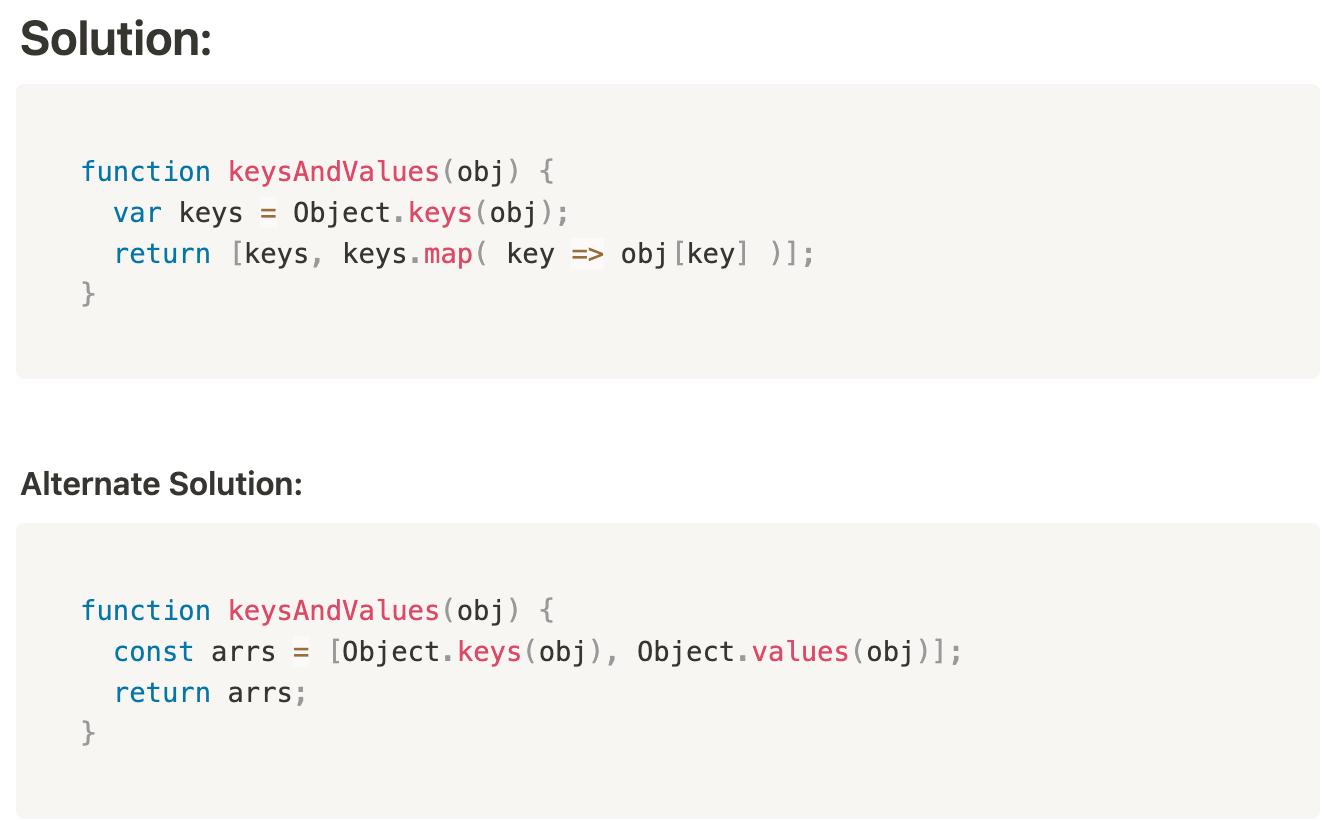 Solution:
function keysAndValues(obj) {
  var keys = Object.keys(obj);
  return [keys, keys.map( key => obj[key] )];
}
Alternate Solution:
function keysAndValues(obj) {
  const arrs = [Object.keys(obj), Object.values(obj)];
  return arrs;
}